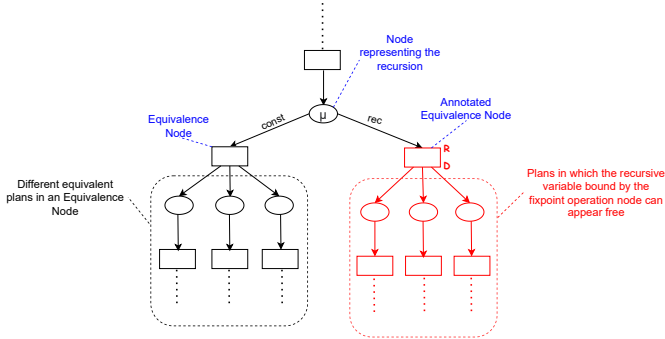 Node
representing the
recursion
μ
const
rec
Equivalence
Node
Annotated
Equivalence Node
R
D
Different equivalent
plans in an Equivalence
Node
Plans in which the recursive
variable bound by the
fixpoint operation node can
appear free